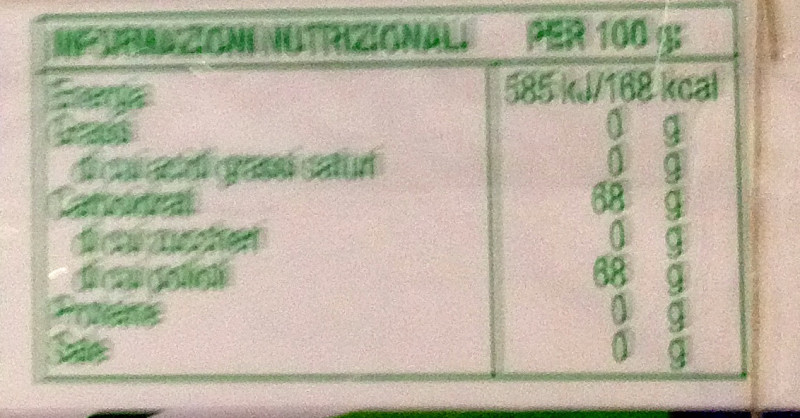 INFORMAZIONI NUTRIZIONALI PER 100 g:
Energia 585 kJ/168 kcal
Grassi 0 g
di cui acidi grassi saturi 0 g
Carboidrati 68 g
di cui zuccheri 0 g
di cui polioli 68 g
Proteine 0 g
Sale 0 g